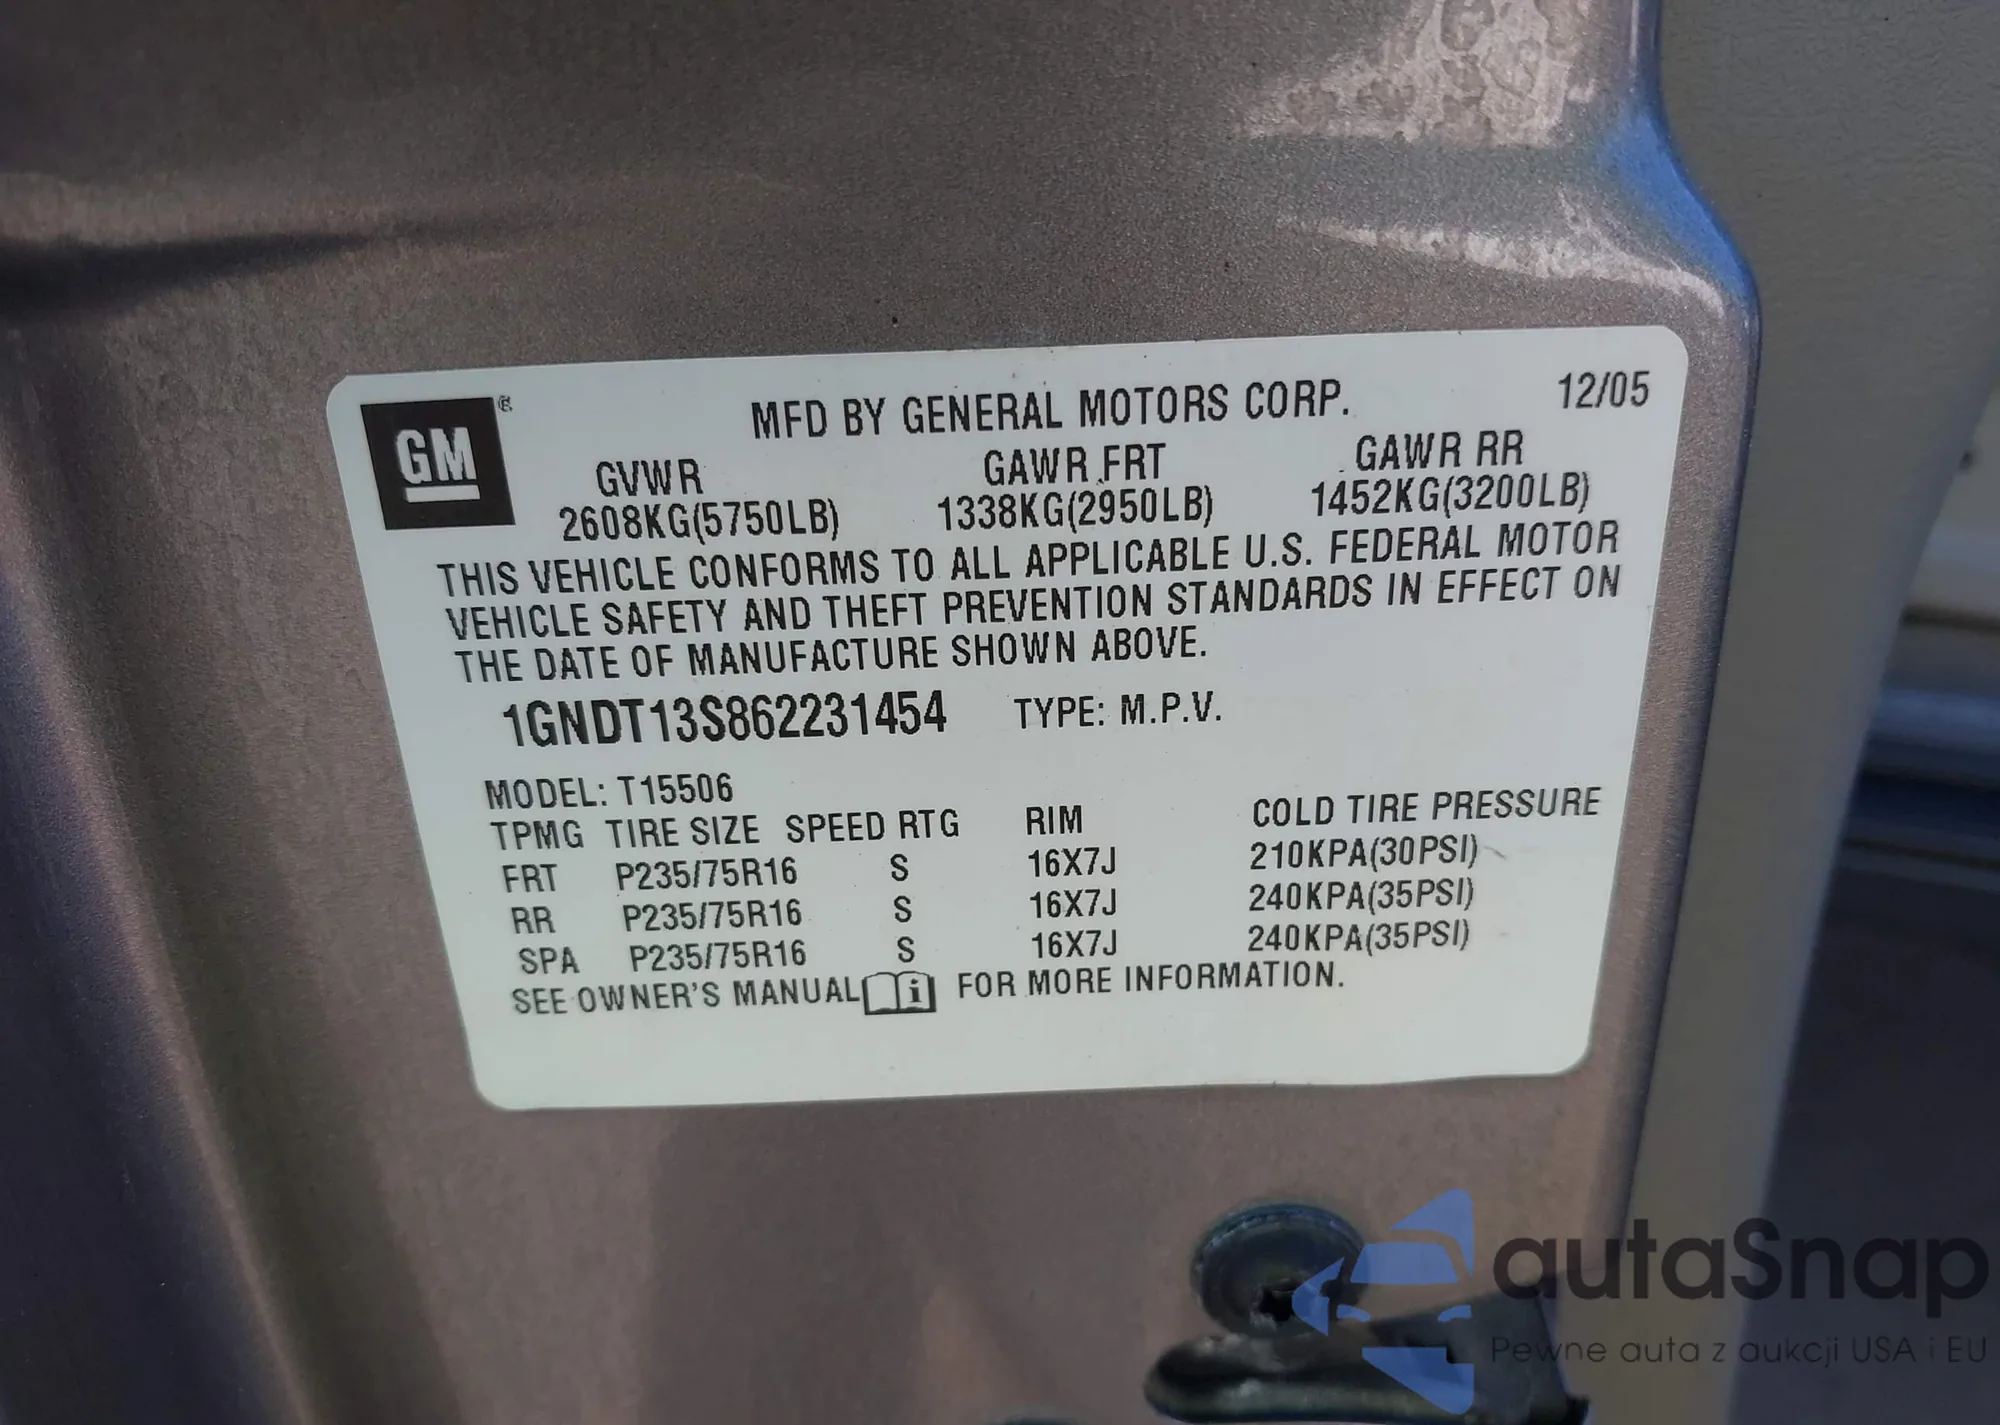 GM ®
MFD BY GENERAL MOTORS CORP. 12/05
GVWR GAWR FRT GAWR RR
2608KG(5750LB) 1338KG(2950LB) 1452KG(3200LB)
THIS VEHICLE CONFORMS TO ALL APPLICABLE U.S. FEDERAL MOTOR
VEHICLE SAFETY AND THEFT PREVENTION STANDARDS IN EFFECT ON
THE DATE OF MANUFACTURE SHOWN ABOVE.
1GNDT13S862231454 TYPE: M.P.V.
MODEL: T15506
TPMG TIRE SIZE SPEED RTG RIM COLD TIRE PRESSURE
FRT P235/75R16 S 16X7J 210KPA(30PSI)
RR P235/75R16 S 16X7J 240KPA(35PSI)
SPA P235/75R16 S 16X7J 240KPA(35PSI)
SEE OWNER'S MANUAL i FOR MORE INFORMATION.
autaSnap
Pewne auta z aukcji USA i EU